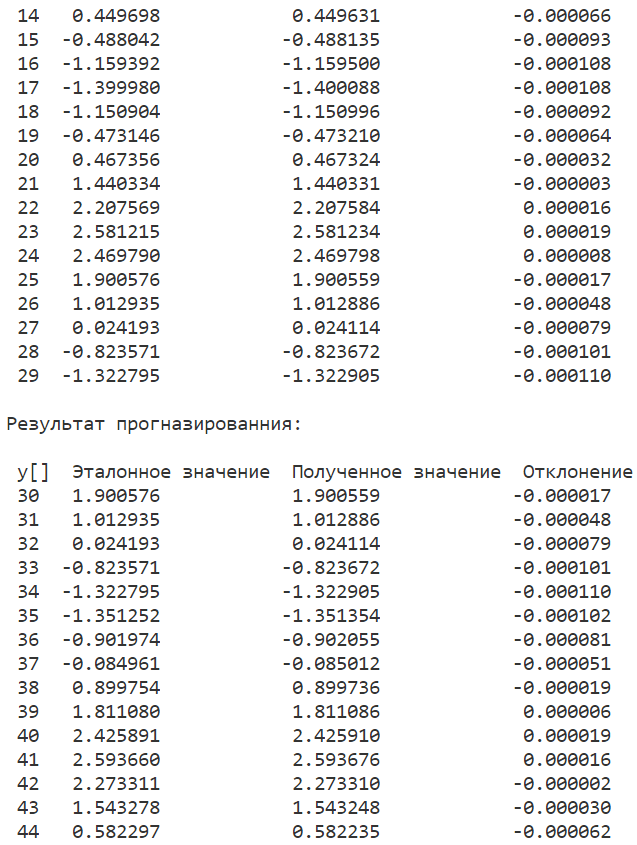 14 0.449698 0.449631 -0.000066
15 -0.488042 -0.488135 -0.000093
16 -1.159392 -1.159500 -0.000108
17 -1.399980 -1.400088 -0.000108
18 -1.150904 -1.150996 -0.000092
19 -0.473146 -0.473210 -0.000064
20 0.467356 0.467324 -0.000032
21 1.440334 1.440331 -0.000003
22 2.207569 2.207584 0.000016
23 2.581215 2.581234 0.000019
24 2.469790 2.469798 0.000008
25 1.900576 1.900559 -0.000017
26 1.012935 1.012886 -0.000048
27 0.024193 0.024114 -0.000079
28 -0.823571 -0.823672 -0.000101
29 -1.322795 -1.322905 -0.000110
Результат прогназированния:
y[] Эталонное значение Полученное значение Отклонение
30 1.900576 1.900559 -0.000017
31 1.012935 1.012886 -0.000048
32 0.024193 0.024114 -0.000079
33 -0.823571 -0.823672 -0.000101
34 -1.322795 -1.322905 -0.000110
35 -1.351252 -1.351354 -0.000102
36 -0.901974 -0.902055 -0.000081
37 -0.084961 -0.085012 -0.000051
38 0.899754 0.899736 -0.000019
39 1.811080 1.811086 0.000006
40 2.425891 2.425910 0.000019
41 2.593660 2.593676 0.000016
42 2.273311 2.273310 -0.000002
43 1.543278 1.543248 -0.000030
44 0.582297 0.582235 -0.000062